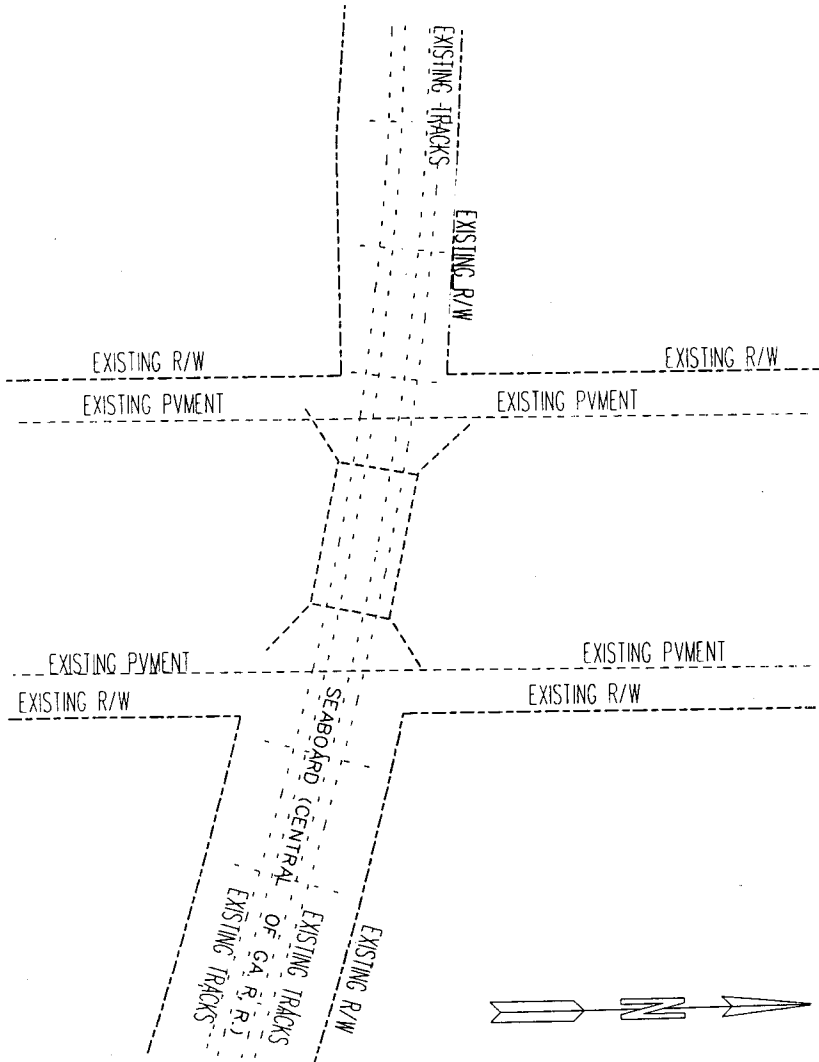 EXISTING TRACKS
EXISTING R/W
EXISTING R/W
EXISTING R/W
EXISTING PVMENT
EXISTING PVMENT
EXISTING PVMENT
EXISTING PVMENT
EXISTING R/W
EXISTING R/W
SEABOARD (CENTRAL OF GA. R. R.)
EXISTING TRACKS
EXISTING TRACKS
EXISTING R/W
N